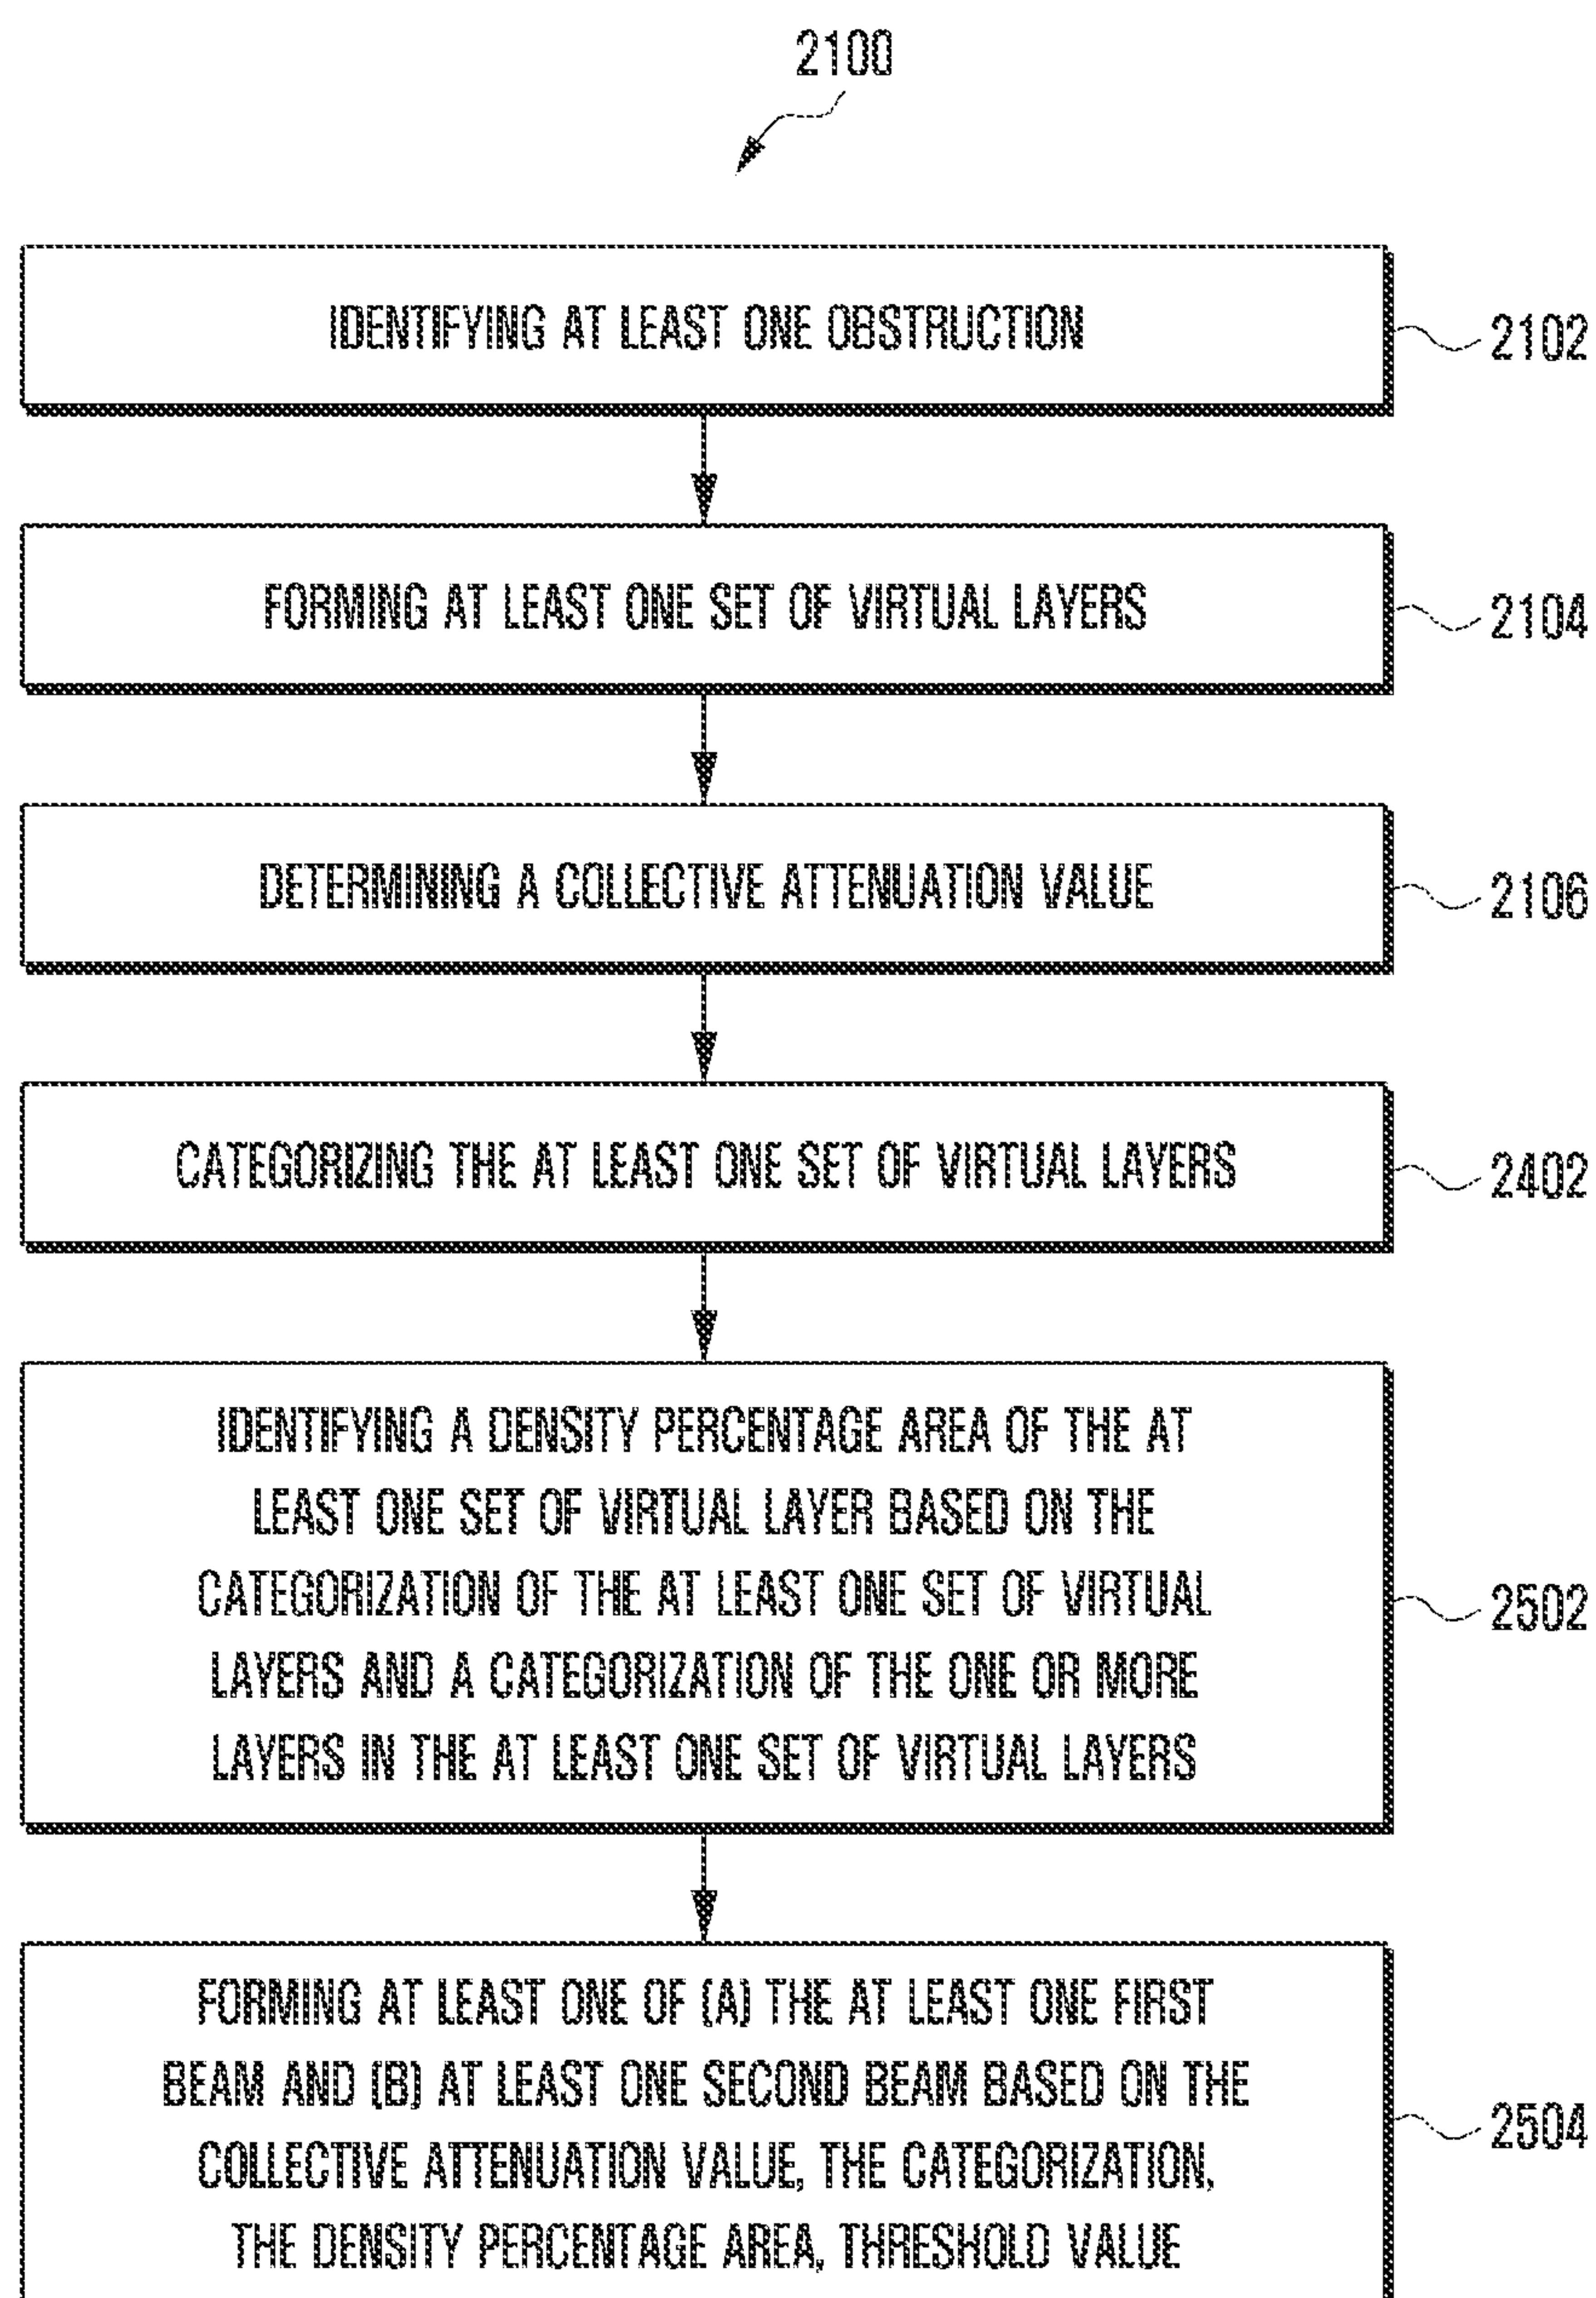 2100
IDENTIFYING AT LEAST ONE OBSTRUCTION
2102
FORMING AT LEAST ONE SET OF VIRTUAL LAYERS
2104
DETERMINING A COLLECTIVE ATTENUATION VALUE
2106
CATEGORIZING THE AT LEAST ONE SET OF VIRTUAL LAYERS
2402
IDENTIFYING A DENSITY PERCENTAGE AREA OF THE AT
LEAST ONE SET OF VIRTUAL LAYER BASED ON THE
CATEGORIZATION OF THE AT LEAST ONE SET OF VIRTUAL
LAYERS AND A CATEGORIZATION OF THE ONE OR MORE
LAYERS IN THE AT LEAST ONE SET OF VIRTUAL LAYERS
2502
FORMING AT LEAST ONE OF (A) THE AT LEAST ONE FIRST
BEAM AND (B) AT LEAST ONE SECOND BEAM BASED ON THE
COLLECTIVE ATTENUATION VALUE, THE CATEGORIZATION,
THE DENSITY PERCENTAGE AREA, THRESHOLD VALUE
2504